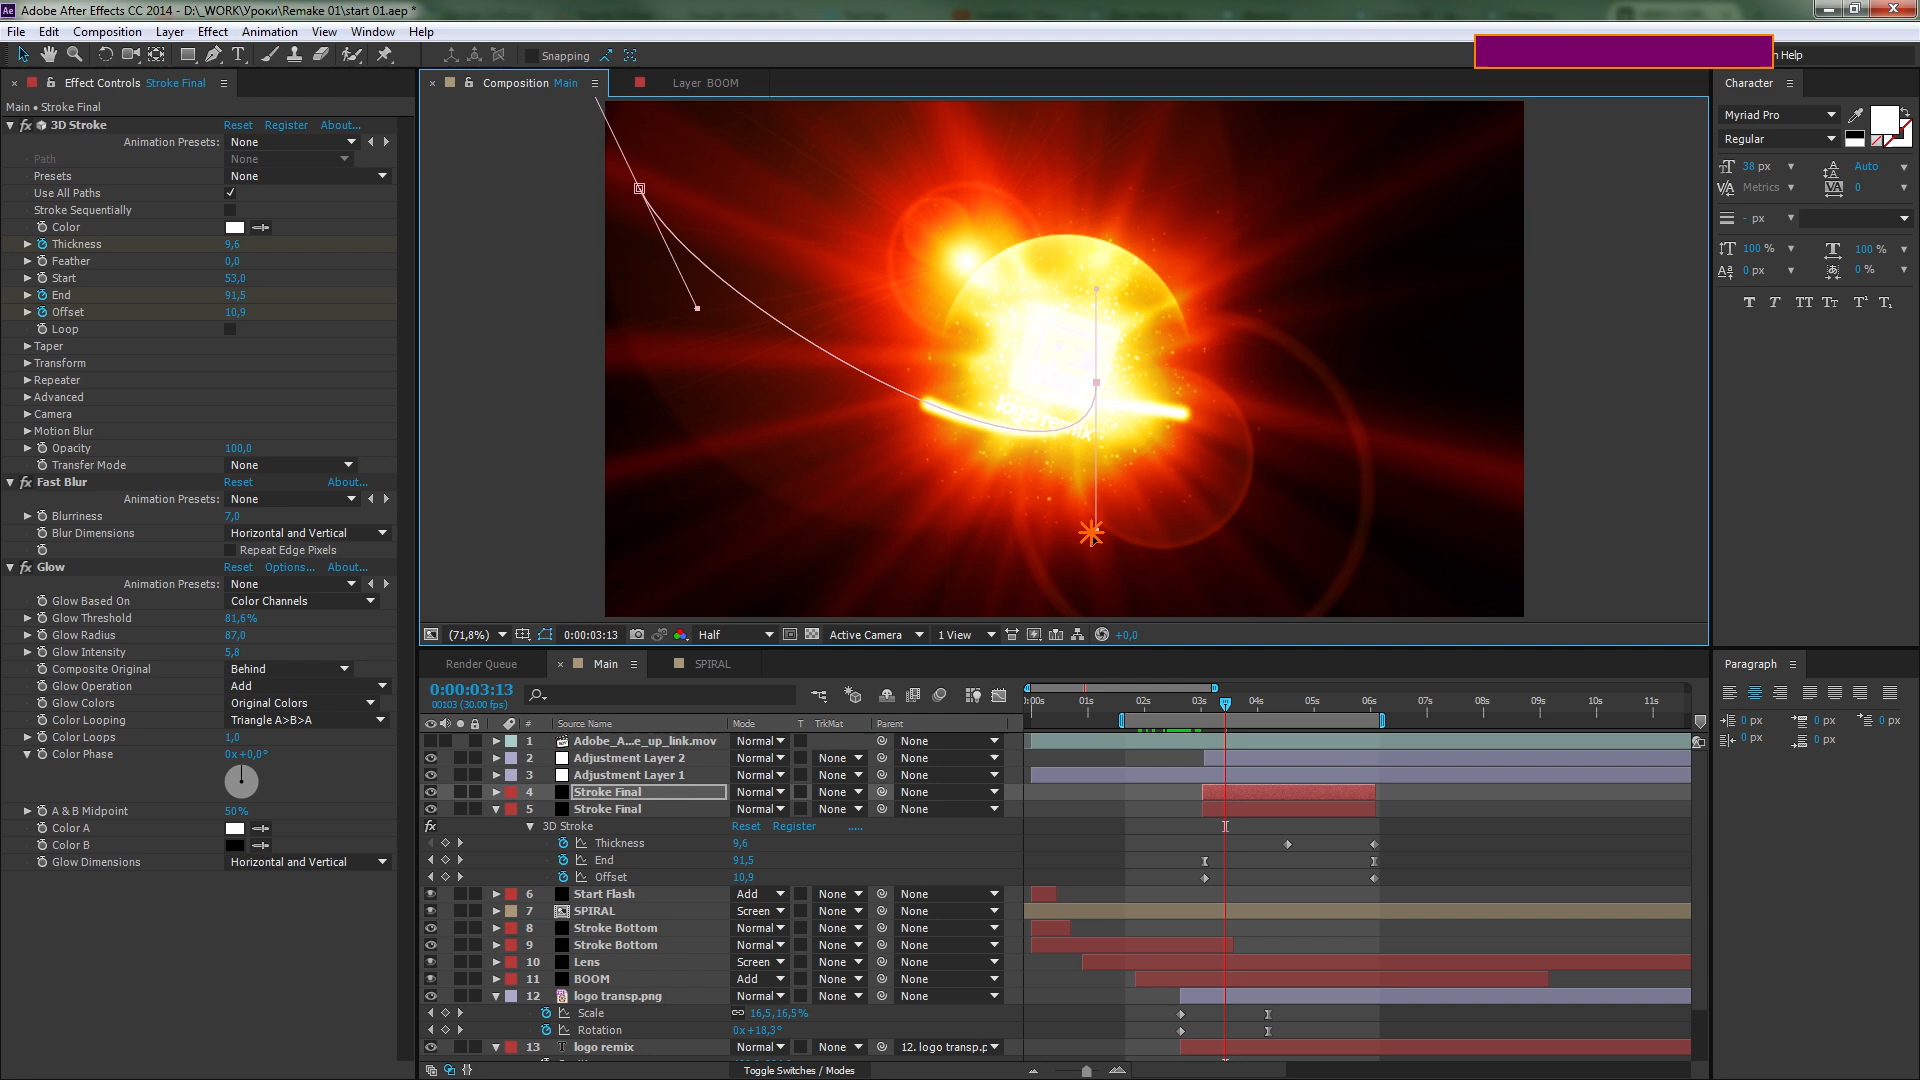 Adobe After Effects CC 2014 - D:\_WORK\Уроки\Remake 01\start 01.aep *
File Edit Composition Layer Effect Animation View Window Help
Snapping
Help
Effect Controls Stroke Final
Composition Main
Layer BOOM
Main • Stroke Final
3D Stroke Reset Register About...
Animation Presets: None
Path None
Presets None
Use All Paths
Stroke Sequentially
Color
Thickness 9,6
Feather 0,0
Start 53,0
End 91,5
Offset 10,9
Loop
Taper
Transform
Repeater
Advanced
Camera
Motion Blur
Opacity 100,0
Transfer Mode None
Fast Blur Reset About...
Animation Presets: None
Blurriness 7,0
Blur Dimensions Horizontal and Vertical
Repeat Edge Pixels
Glow Reset Options... About...
Animation Presets: None
Glow Based On Color Channels
Glow Threshold 81,6%
Glow Radius 87,0
Glow Intensity 5,8
Composite Original Behind
Glow Operation Add
Glow Colors Original Colors
Color Looping Triangle A>B>A
Color Loops 1,0
Color Phase 0x+0,0°
A & B Midpoint 50%
Color A
Color B
Glow Dimensions Horizontal and Vertical
logo remix
(71,8%) 0:00:03:13 Half Active Camera 1 View +0,0
Character
Myriad Pro
Regular
38 px Auto
Metrics 0
- px
100 % 100 %
0 px 0 %
Paragraph
0 px 0 px 0 px
0 px 0 px
Render Queue Main SPIRAL
0:00:03:13
00103 (30.00 fps)
:00s 01s 02s 03s 04s 05s 06s 07s 08s 09s 10s 11s
# Source Name Mode T TrkMat Parent
1 Adobe_A...e_up_link.mov Normal None
2 Adjustment Layer 2 Normal None None
3 Adjustment Layer 1 Normal None None
4 Stroke Final Normal None None
5 Stroke Final Normal None None
3D Stroke Reset Register .....
Thickness 9,6
End 91,5
Offset 10,9
6 Start Flash Add None None
7 SPIRAL Screen None None
8 Stroke Bottom Normal None None
9 Stroke Bottom Normal None None
10 Lens Screen None None
11 BOOM Add None None
12 logo transp.png Normal None None
Scale 16,5,16,5%
Rotation 0x+18,3°
13 logo remix Normal None 12. logo transp.p
Toggle Switches / Modes